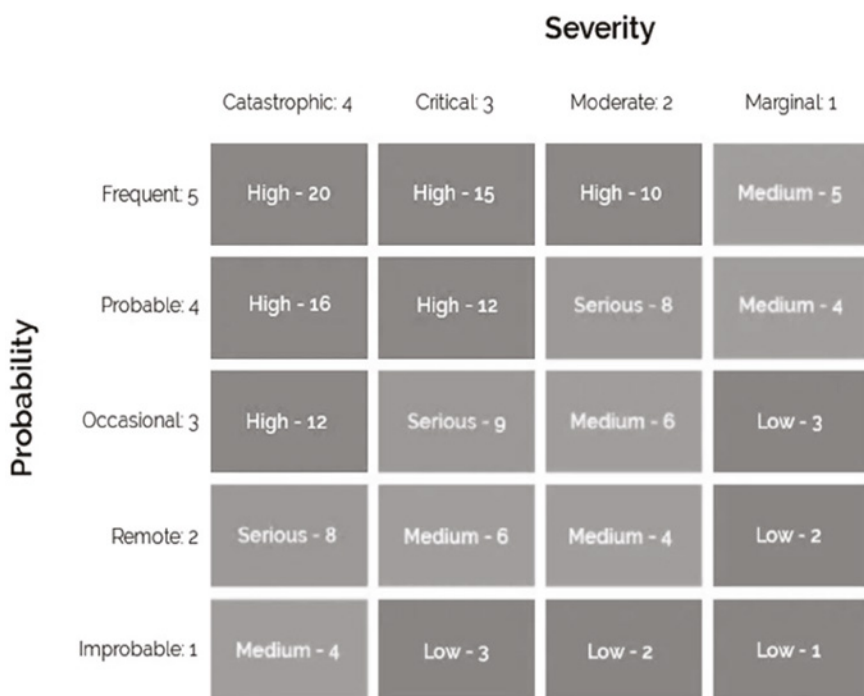 Severity
Catastrophic: 4 Critical: 3 Moderate: 2 Marginal: 1
Probability
Frequent: 5 High - 20 High - 15 High - 10 Medium - 5
Probable: 4 High - 16 High - 12 Serious - 8 Medium - 4
Occasional: 3 High - 12 Serious - 9 Medium - 6 Low - 3
Remote: 2 Serious - 8 Medium - 6 Medium - 4 Low - 2
Improbable: 1 Medium - 4 Low - 3 Low - 2 Low - 1